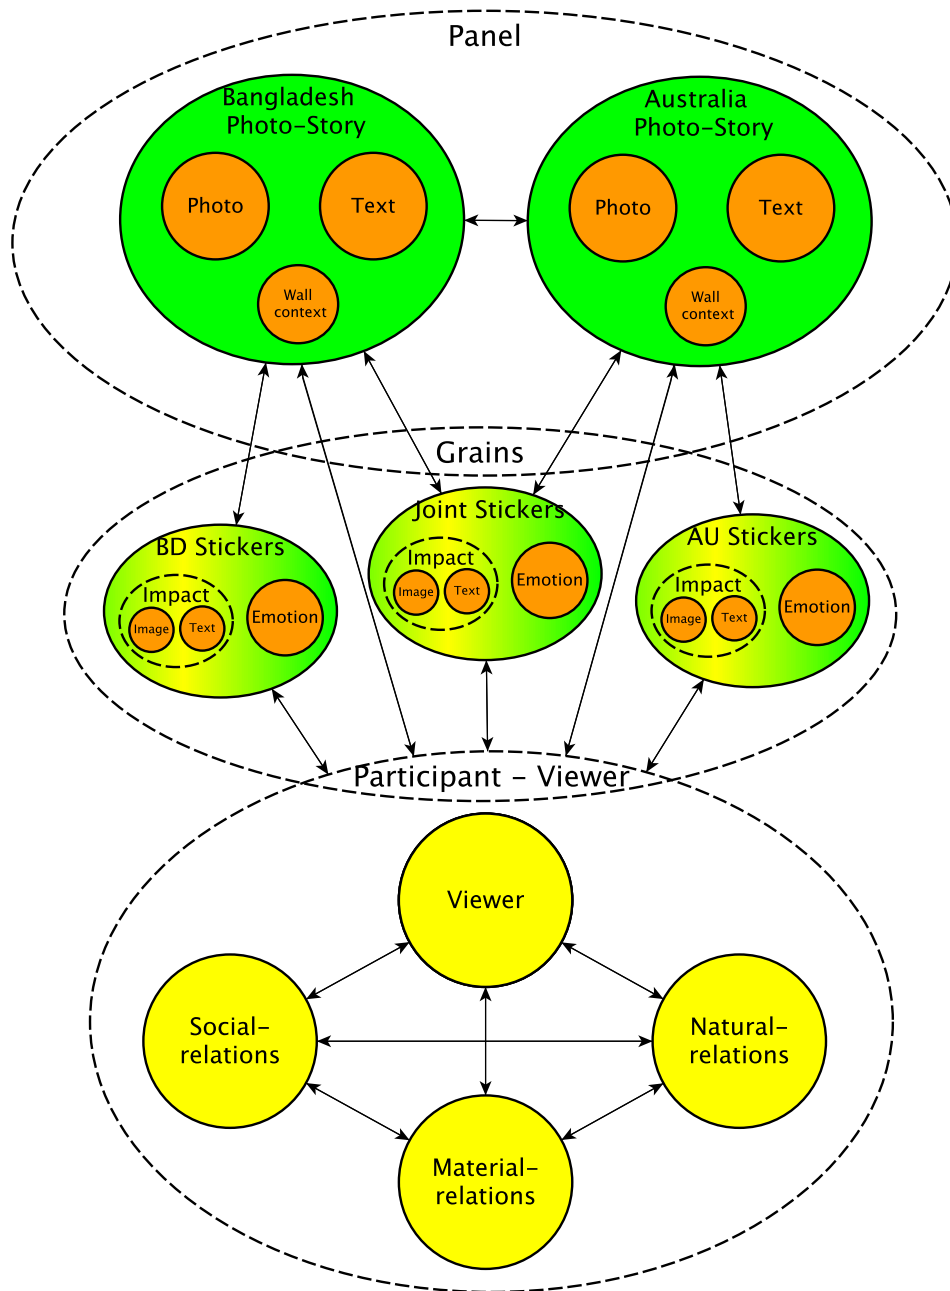 Panel
Bangladesh
Photo-Story
Photo
Text
Wall
context
Australia
Photo-Story
Photo
Text
Wall
context
Grains
BD Stickers
Impact
Image
Text
Emotion
Joint Stickers
Impact
Image
Text
Emotion
AU Stickers
Impact
Image
Text
Emotion
Participant - Viewer
Viewer
Social-
relations
Natural-
relations
Material-
relations